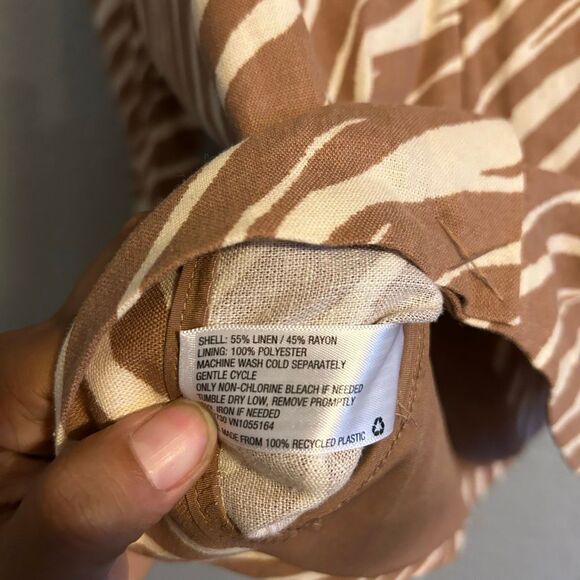 SHELL: 55% LINEN / 45% RAYON
LINING: 100% POLYESTER
MACHINE WASH COLD SEPARATELY
GENTLE CYCLE
ONLY NON-CHLORINE BLEACH IF NEEDED
TUMBLE DRY LOW, REMOVE PROMPTLY
IRON IF NEEDED
VN1055164
MADE FROM 100% RECYCLED PLASTIC